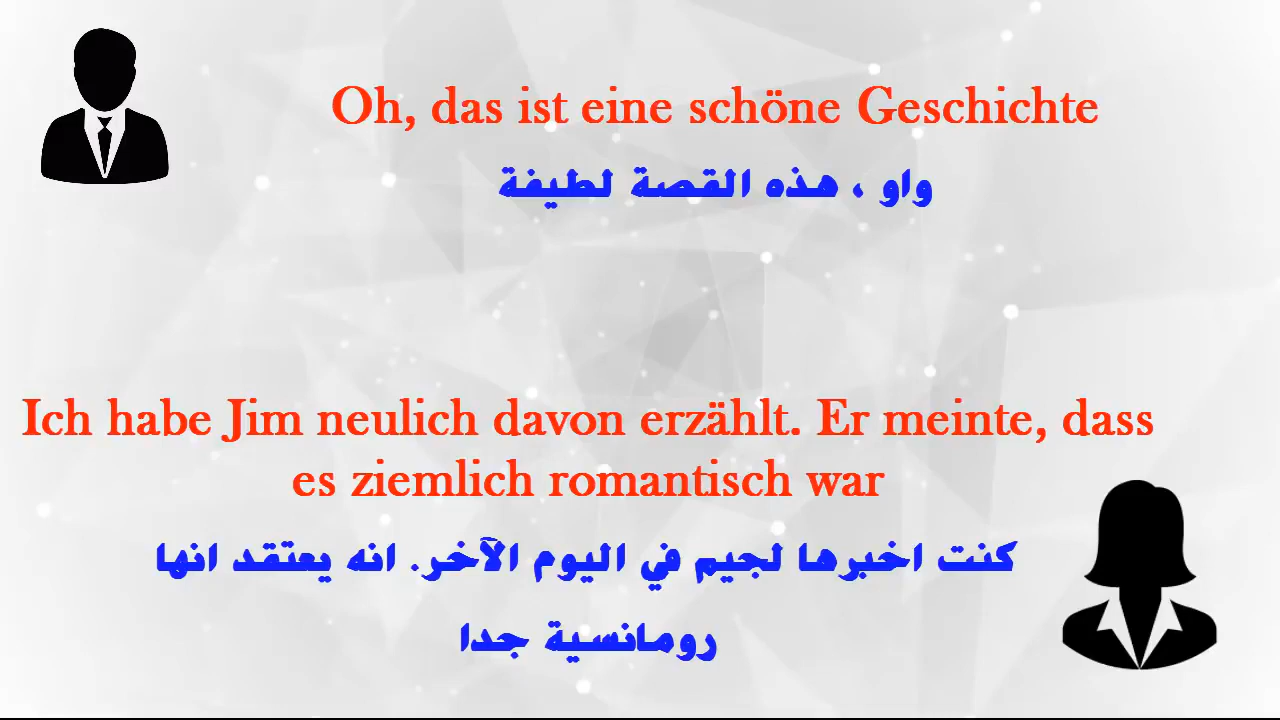 Oh, das ist eine schöne Geschichte
واو ، هذه القصة لطيفة
Ich habe Jim neulich davon erzählt. Er meinte, dass
es ziemlich romantisch war
كنت اخبرها لجيم في اليوم الآخر. انه يعتقد انها
رومانسية جدا